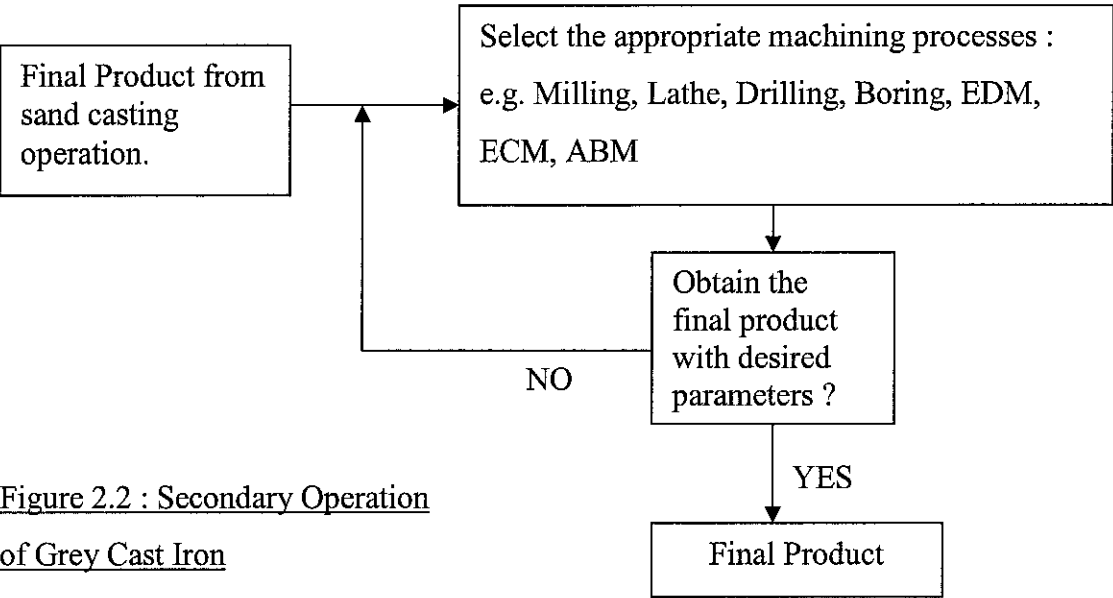 Final Product from
sand casting
operation.
Select the appropriate machining processes :
e.g. Milling, Lathe, Drilling, Boring, EDM,
ECM, ABM
Obtain the
final product
with desired
parameters ?
NO
YES
Final Product
Figure 2.2 : Secondary Operation
of Grey Cast Iron